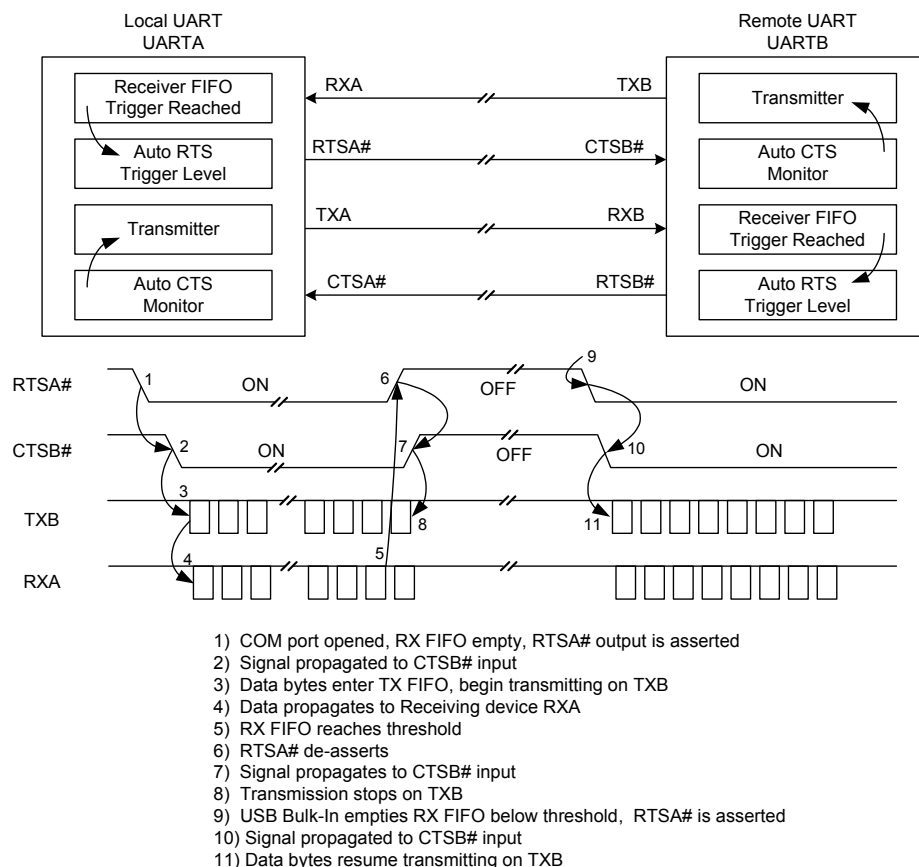 Local UART
UARTA
Remote UART
UARTB
Receiver FIFO
Trigger Reached
Auto RTS
Trigger Level
Transmitter
Auto CTS
Monitor
RXA
TXB
RTSA#
CTSB#
TXA
RXB
CTSA#
RTSB#
Transmitter
Auto CTS
Monitor
Receiver FIFO
Trigger Reached
Auto RTS
Trigger Level
RTSA#
1
ON
6
OFF
9
ON
CTSB#
2
ON
7
OFF
10
ON
TXB
3
8
11
RXA
4
5
1) COM port opened, RX FIFO empty, RTSA# output is asserted
2) Signal propagated to CTSB# input
3) Data bytes enter TX FIFO, begin transmitting on TXB
4) Data propagates to Receiving device RXA
5) RX FIFO reaches threshold
6) RTSA# de-asserts
7) Signal propagates to CTSB# input
8) Transmission stops on TXB
9) USB Bulk-In empties RX FIFO below threshold, RTSA# is asserted
10) Signal propagated to CTSB# input
11) Data bytes resume transmitting on TXB